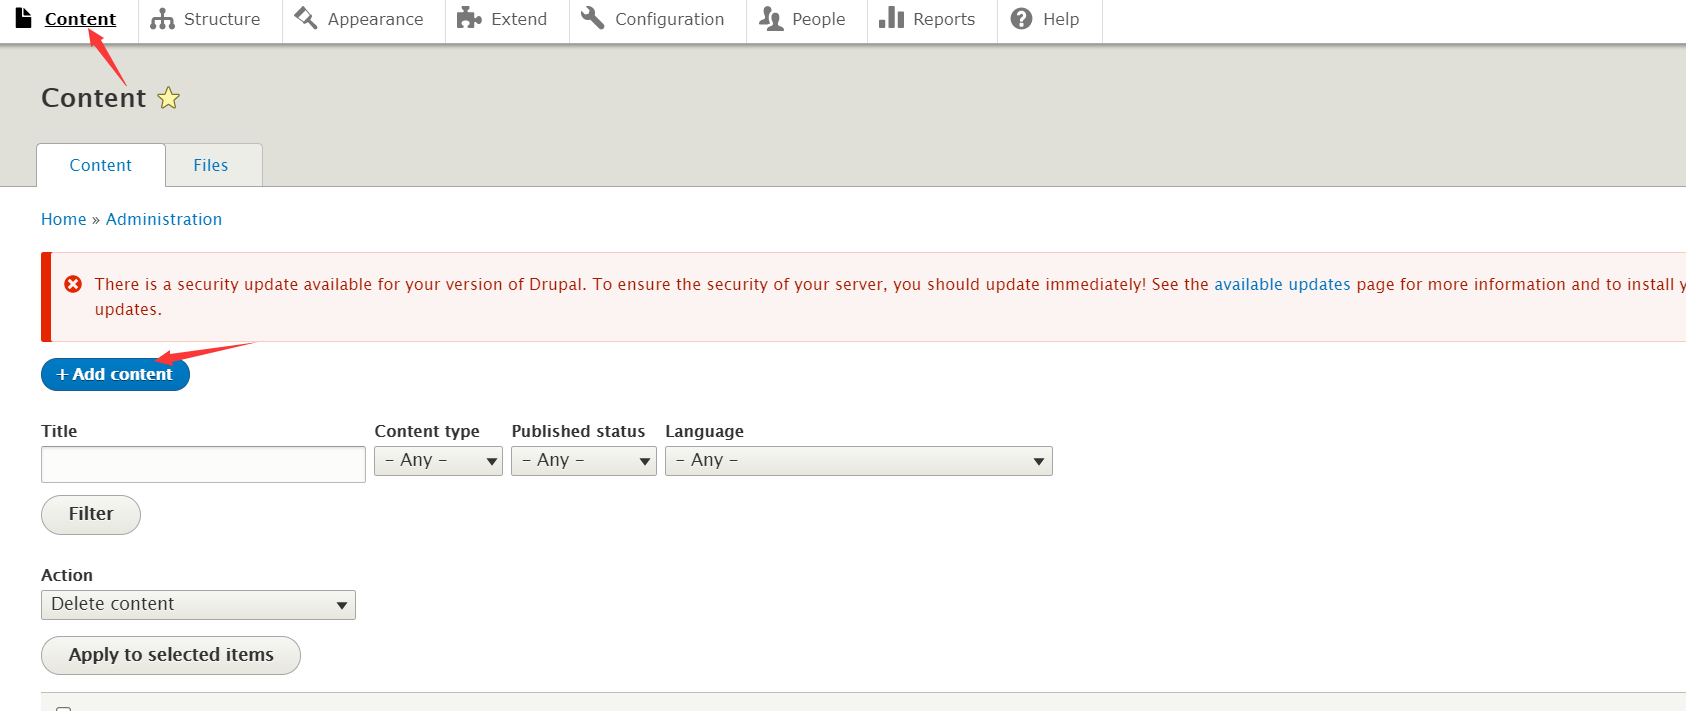 Content Structure Appearance Extend Configuration People Reports Help
Content
Content Files
Home » Administration
There is a security update available for your version of Drupal. To ensure the security of your server, you should update immediately! See the available updates page for more information and to install
updates.
+ Add content
Title Content type Published status Language
– Any – – Any – – Any –
Filter
Action
Delete content
Apply to selected items